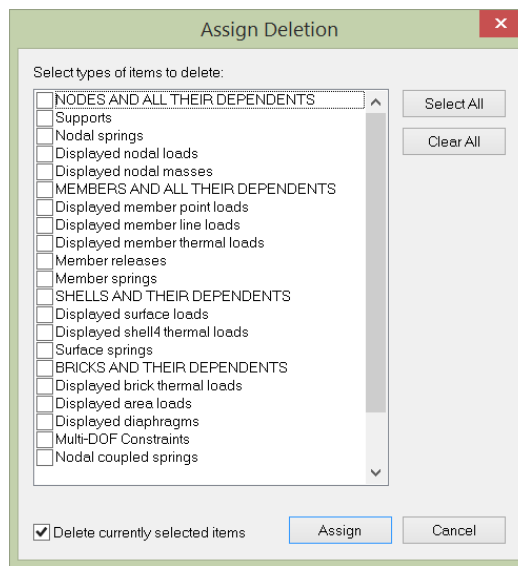 Assign Deletion
Select types of items to delete:
NODES AND ALL THEIR DEPENDENTS
Supports
Nodal springs
Displayed nodal loads
Displayed nodal masses
MEMBERS AND ALL THEIR DEPENDENTS
Displayed member point loads
Displayed member line loads
Displayed member thermal loads
Member releases
Member springs
SHELLS AND THEIR DEPENDENTS
Displayed surface loads
Displayed shell4 thermal loads
Surface springs
BRICKS AND THEIR DEPENDENTS
Displayed brick thermal loads
Displayed area loads
Displayed diaphragms
Multi-DOF Constraints
Nodal coupled springs
Select All
Clear All
Delete currently selected items
Assign
Cancel